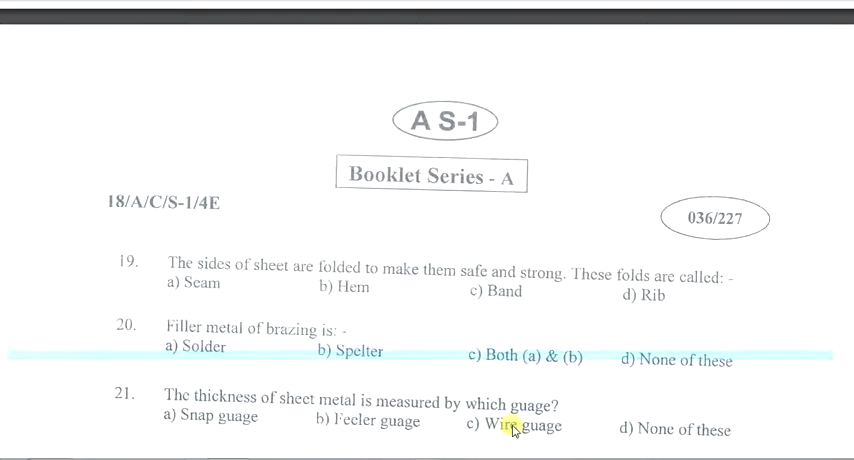 A S-1
Booklet Series - A
18/A/C/S-1/4E
036/227
19. The sides of sheet are folded to make them safe and strong. These folds are called: -
a) Seam b) Hem c) Band d) Rib
20. Filler metal of brazing is: -
a) Solder b) Spelter c) Both (a) & (b) d) None of these
21. The thickness of sheet metal is measured by which guage?
a) Snap guage b) Feeler guage c) Wire guage d) None of these